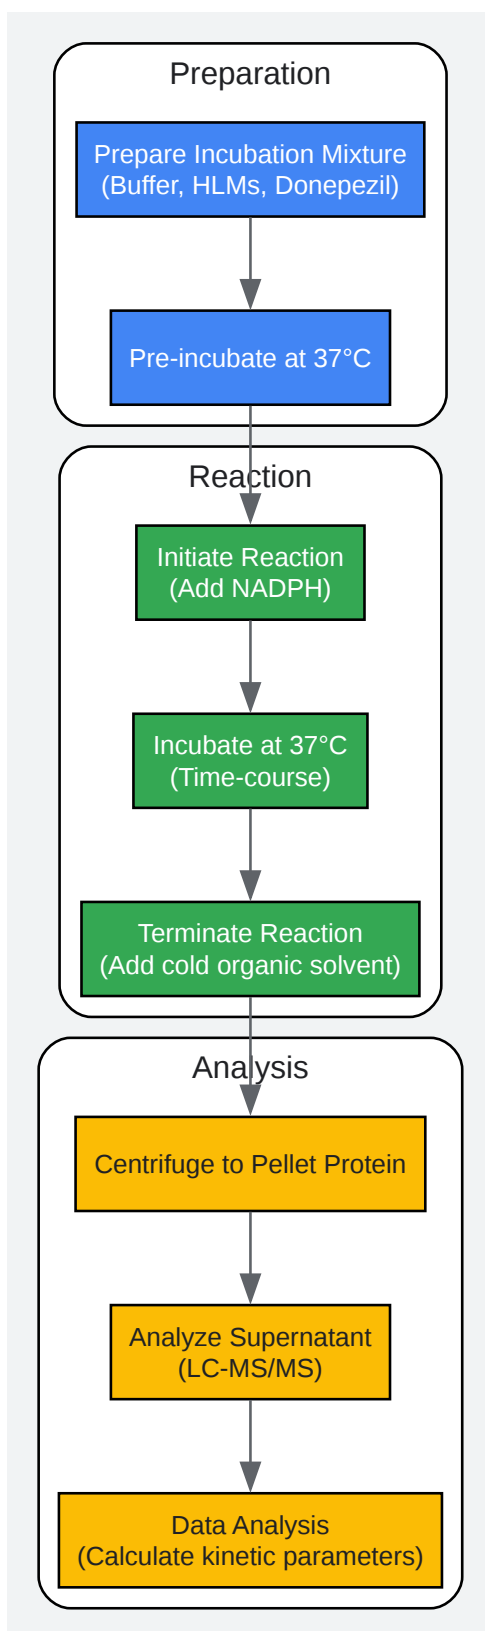 Preparation
Prepare Incubation Mixture
(Buffer, HLMs, Donepezil)
Pre-incubate at 37°C
Reaction
Initiate Reaction
(Add NADPH)
Incubate at 37°C
(Time-course)
Terminate Reaction
(Add cold organic solvent)
Analysis
Centrifuge to Pellet Protein
Analyze Supernatant
(LC-MS/MS)
Data Analysis
(Calculate kinetic parameters)